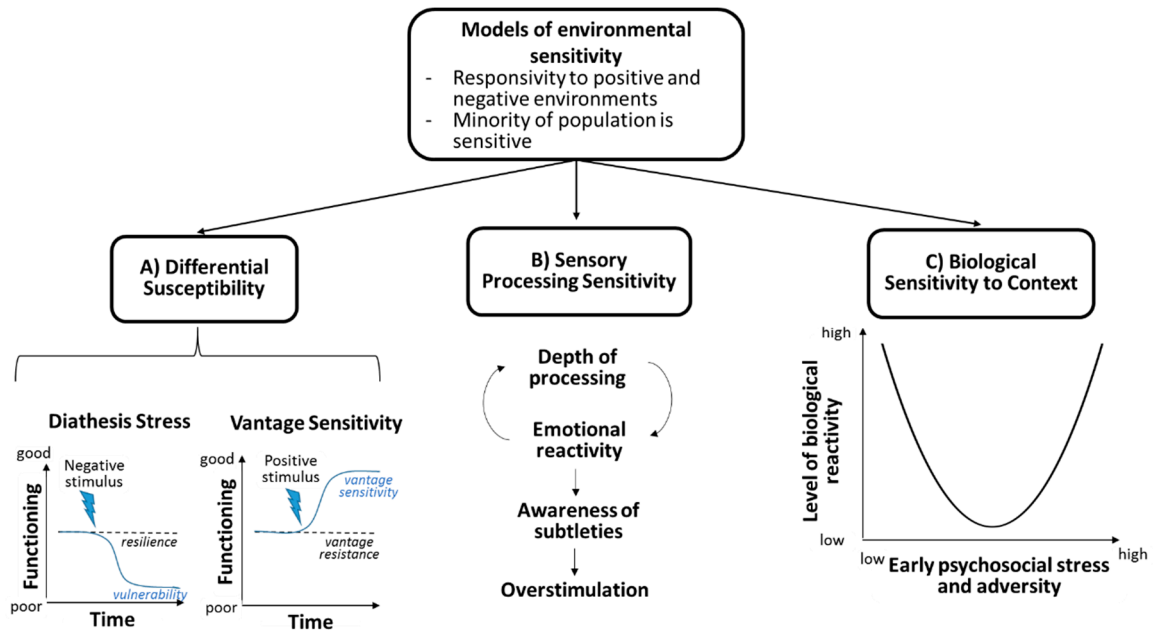 Models of environmental
sensitivity
- Responsivity to positive and
negative environments
- Minority of population is
sensitive
A) Differential
Susceptibility
B) Sensory
Processing Sensitivity
C) Biological
Sensitivity to Context
Diathesis Stress
good
Functioning
poor
Negative
stimulus
resilience
vulnerability
Time
Vantage Sensitivity
good
Functioning
poor
Positive
stimulus
vantage
sensitivity
vantage
resistance
Time
Depth of
processing
Emotional
reactivity
Awareness of
subtleties
Overstimulation
high
Level of biological
reactivity
low
low
Early psychosocial stress
and adversity
high